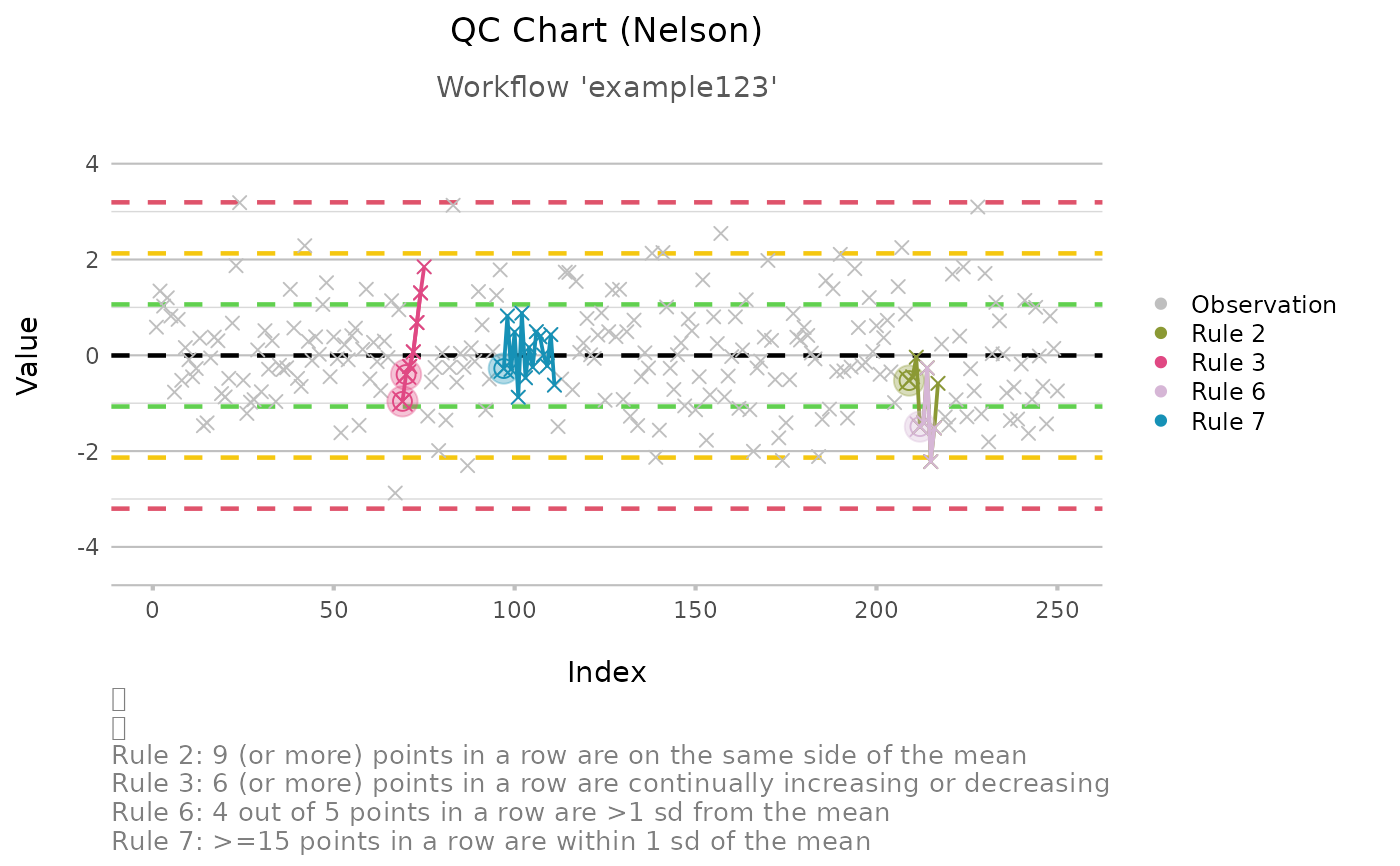 QC Chart (Nelson)
Workflow 'example123'
Value
4
2
0
-2
-4
0 50 100 150 200 250
Index
Observation
Rule 2
Rule 3
Rule 6
Rule 7
Rule 2: 9 (or more) points in a row are on the same side of the mean
Rule 3: 6 (or more) points in a row are continually increasing or decreasing
Rule 6: 4 out of 5 points in a row are >1 sd from the mean
Rule 7: >=15 points in a row are within 1 sd of the mean